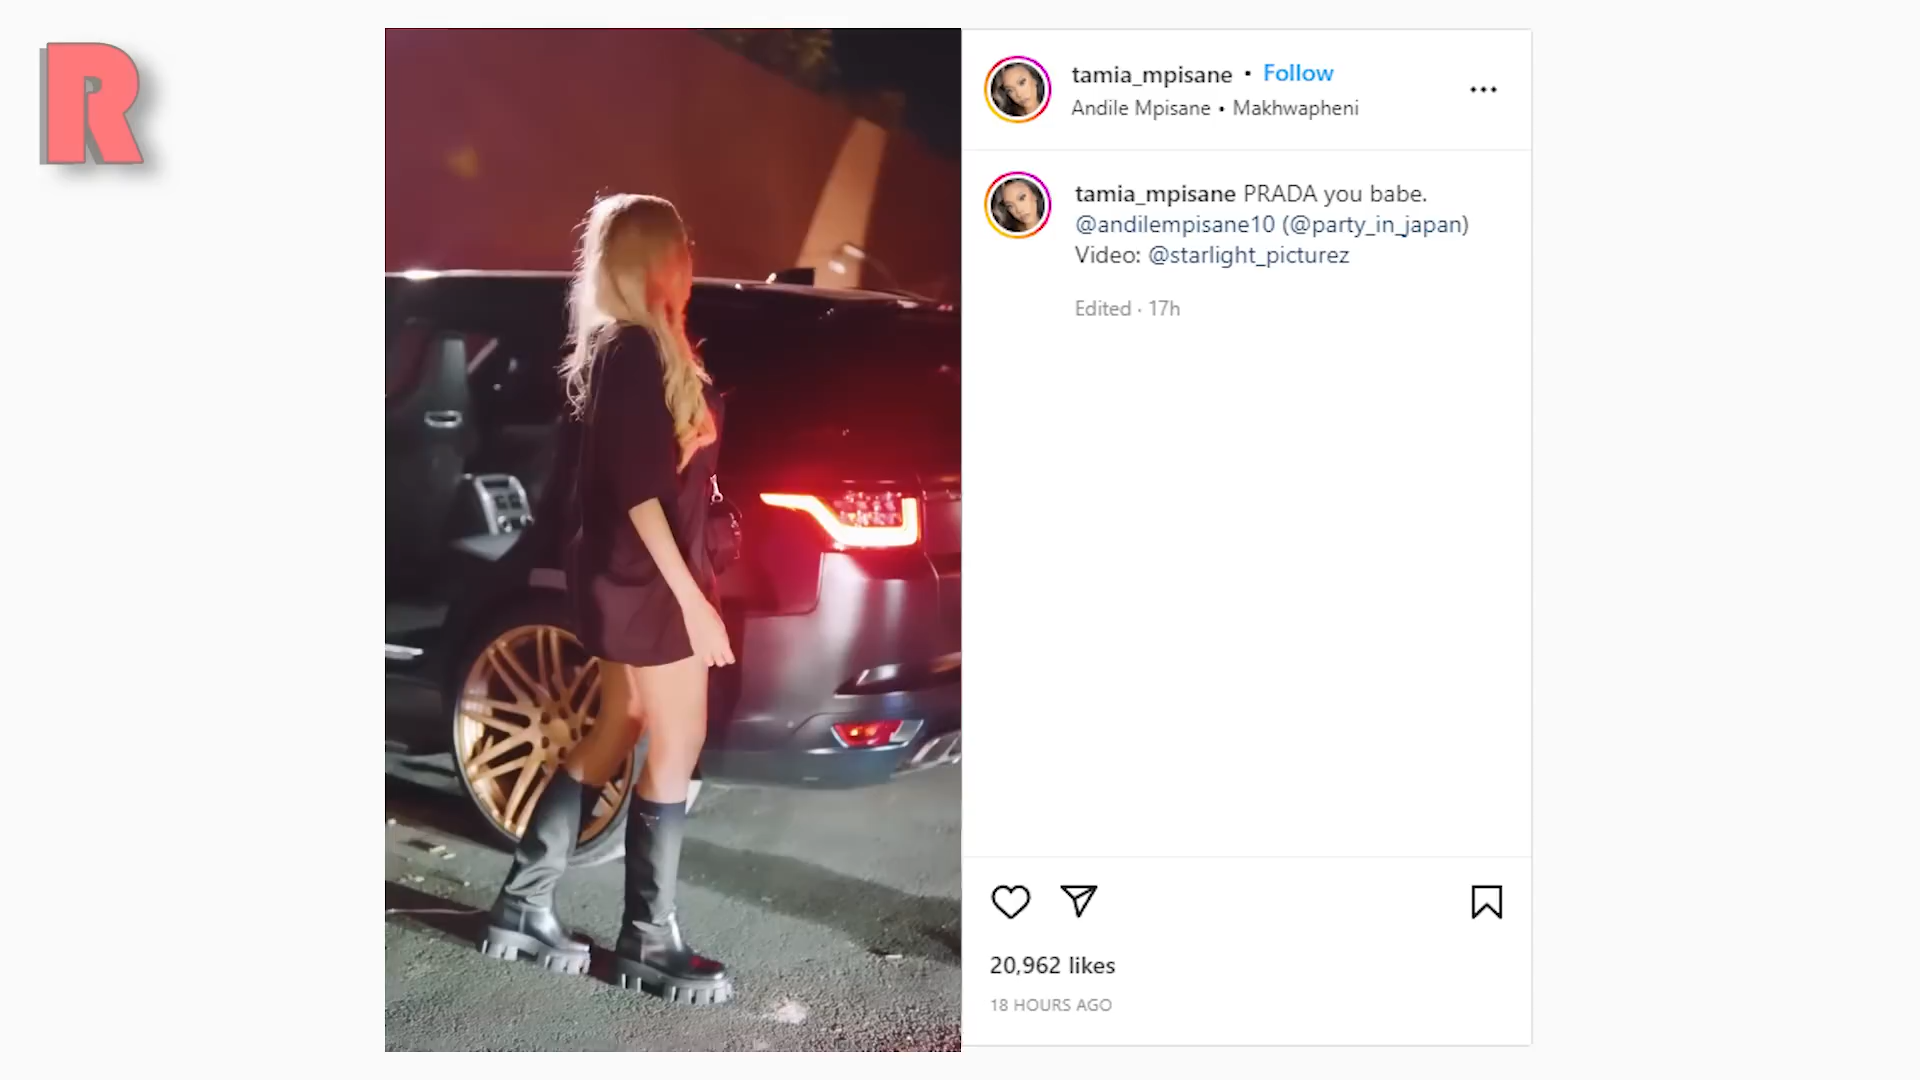 R
tamia_mpisane • Follow
Andile Mpisane • Makhwapheni
tamia_mpisane PRADA you babe.
@andilempisane10 (@party_in_japan)
Video: @starlight_picturez
Edited · 17h
20,962 likes
18 HOURS AGO